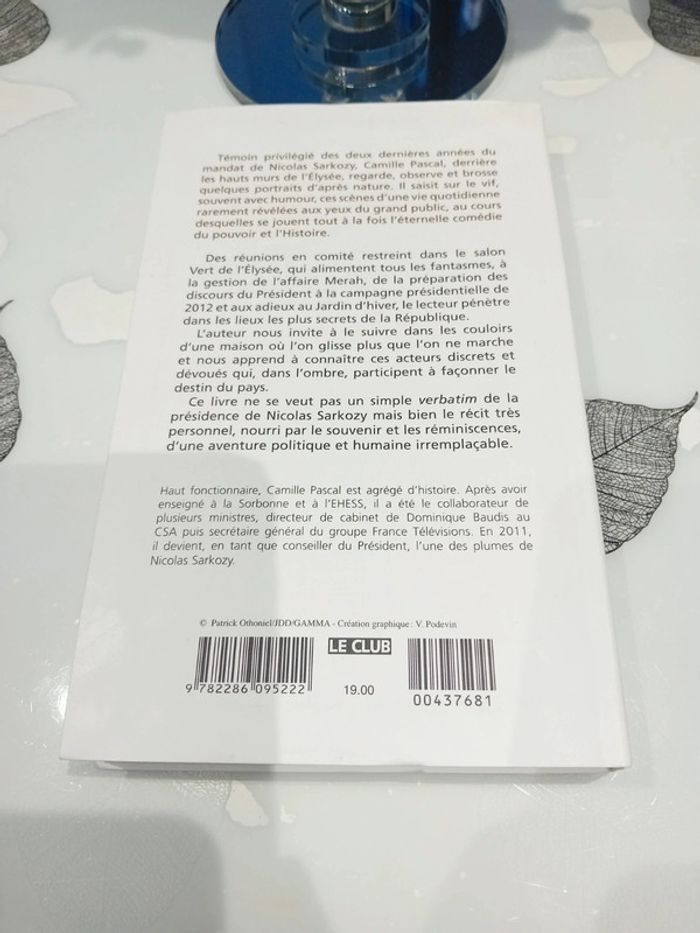 Témoin privilégié des deux dernières années du
mandat de Nicolas Sarkozy, Camille Pascal, derrière
les hauts murs de l'Élysée, regarde, observe et brosse
quelques portraits d'après nature. Il saisit sur le vif,
souvent avec humour, ces scènes d'une vie quotidienne
rarement révélées aux yeux du grand public, au cours
desquelles se jouent tout à la fois l'éternelle comédie
du pouvoir et l'Histoire.
Des réunions en comité restreint dans le salon
Vert de l'Élysée, qui alimentent tous les fantasmes, à
la gestion de l'affaire Merah, de la préparation des
discours du Président à la campagne présidentielle de
2012 et aux adieux au Jardin d'hiver, le lecteur pénètre
dans les lieux les plus secrets de la République.
L'auteur nous invite à le suivre dans les couloirs
d'une maison où l'on glisse plus que l'on ne marche
et nous apprend à connaître ces acteurs discrets et
dévoués qui, dans l'ombre, participent à façonner le
destin du pays.
Ce livre ne se veut pas un simple verbatim de la
présidence de Nicolas Sarkozy mais bien le récit très
personnel, nourri par le souvenir et les réminiscences,
d'une aventure politique et humaine irremplaçable.
Haut fonctionnaire, Camille Pascal est agrégé d'histoire. Après avoir
enseigné à la Sorbonne et à l'EHESS, il a été le collaborateur de
plusieurs ministres, directeur de cabinet de Dominique Baudis au
CSA puis secrétaire général du groupe France Télévisions. En 2011,
il devient, en tant que conseiller du Président, l'une des plumes de
Nicolas Sarkozy.
© Patrick Othoniel/JDD/GAMMA - Création graphique : V. Podevin
LE CLUB
9 782286 095222
19.00
00437681